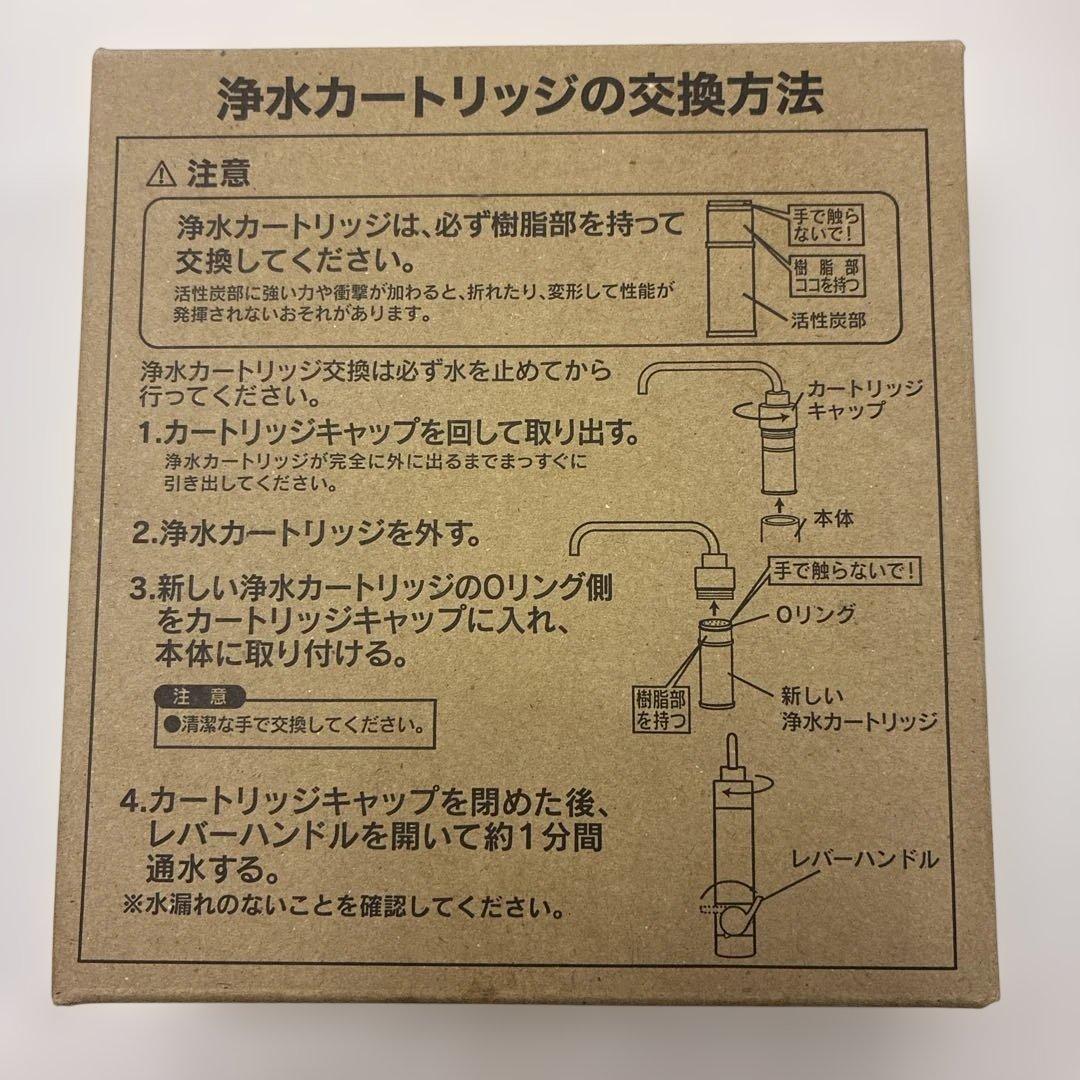 浄水カートリッジの交換方法
⚠ 注意
浄水カートリッジは、必ず樹脂部を持って
交換してください。
活性炭部に強い力や衝撃が加わると、折れたり、変形して性能が
発揮されないおそれがあります。
手で触ら
ないで!
樹脂部
ココを持つ
活性炭部
浄水カートリッジ交換は必ず水を止めてから
行ってください。
1.カートリッジキャップを回して取り出す。
浄水カートリッジが完全に外に出るまでまっすぐに
引き出してください。
カートリッジ
キャップ
本体
2.浄水カートリッジを外す。
3.新しい浄水カートリッジのOリング側
をカートリッジキャップに入れ、
本体に取り付ける。
注意
●清潔な手で交換してください。
手で触らないで!
Oリング
樹脂部
を持つ
新しい
浄水カートリッジ
4.カートリッジキャップを閉めた後、
レバーハンドルを開いて約1分間
通水する。
※水漏れのないことを確認してください。
レバーハンドル